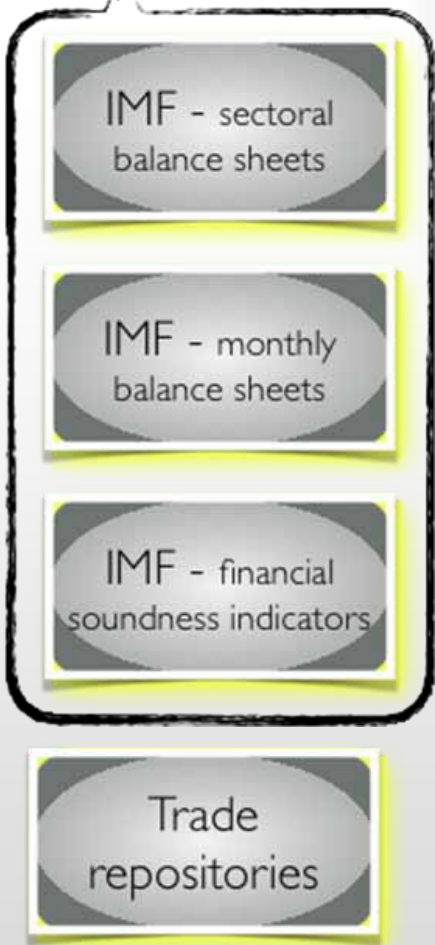 IMF - sectoral
balance sheets
IMF - monthly
balance sheets
IMF - financial
soundness indicators
Trade
repositories